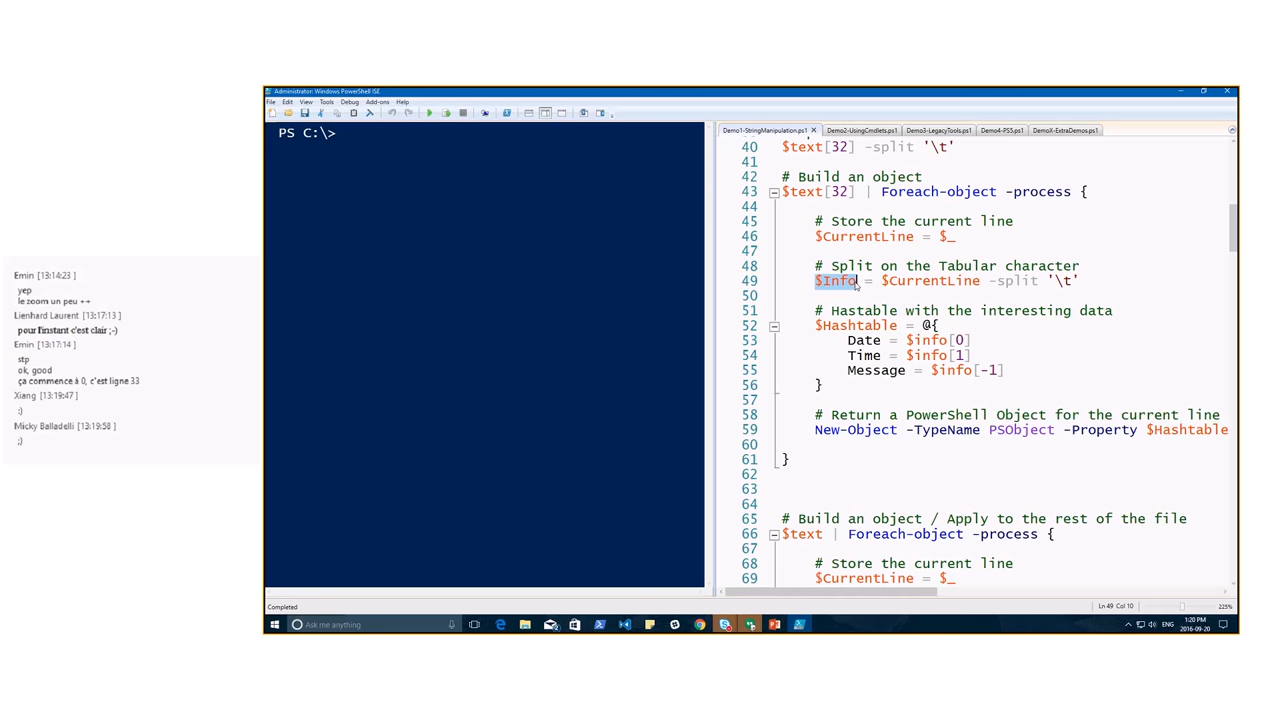 Emin [13:14:23 ]
yep
le zoom un peu ++
Lienhard Laurent [13:17:13 ]
pour l'instant c'est clair ;-)
Emin [13:17:14 ]
stp
ok, good
ça commence à 0, c'est ligne 33
Xiang [13:19:47 ]
:)
Micky Balladelli [13:19:58 ]
;)
Administrator: Windows PowerShell ISE
File Edit View Tools Debug Add-ons Help
PS C:\>
Demo1-StringManipulation.ps1 Demo2-UsingCmdlets.ps1 Demo3-LegacyTools.ps1 Demo4-PS5.ps1 DemoX-ExtraDemos.ps1
40 $text[32] -split '\t'
41
42 # Build an object
43 $text[32] | Foreach-object -process {
44
45 # Store the current line
46 $CurrentLine = $_
47
48 # Split on the Tabular character
49 $Info = $CurrentLine -split '\t'
50
51 # Hastable with the interesting data
52 $Hashtable = @{
53 Date = $info[0]
54 Time = $info[1]
55 Message = $info[-1]
56 }
57
58 # Return a PowerShell Object for the current line
59 New-Object -TypeName PSObject -Property $Hashtable
60
61 }
62
63
64
65 # Build an object / Apply to the rest of the file
66 $text | Foreach-object -process {
67
68 # Store the current line
69 $CurrentLine = $_
Completed
Ln 49 Col 10
225%
Ask me anything
ENG
1:20 PM
2016-09-20